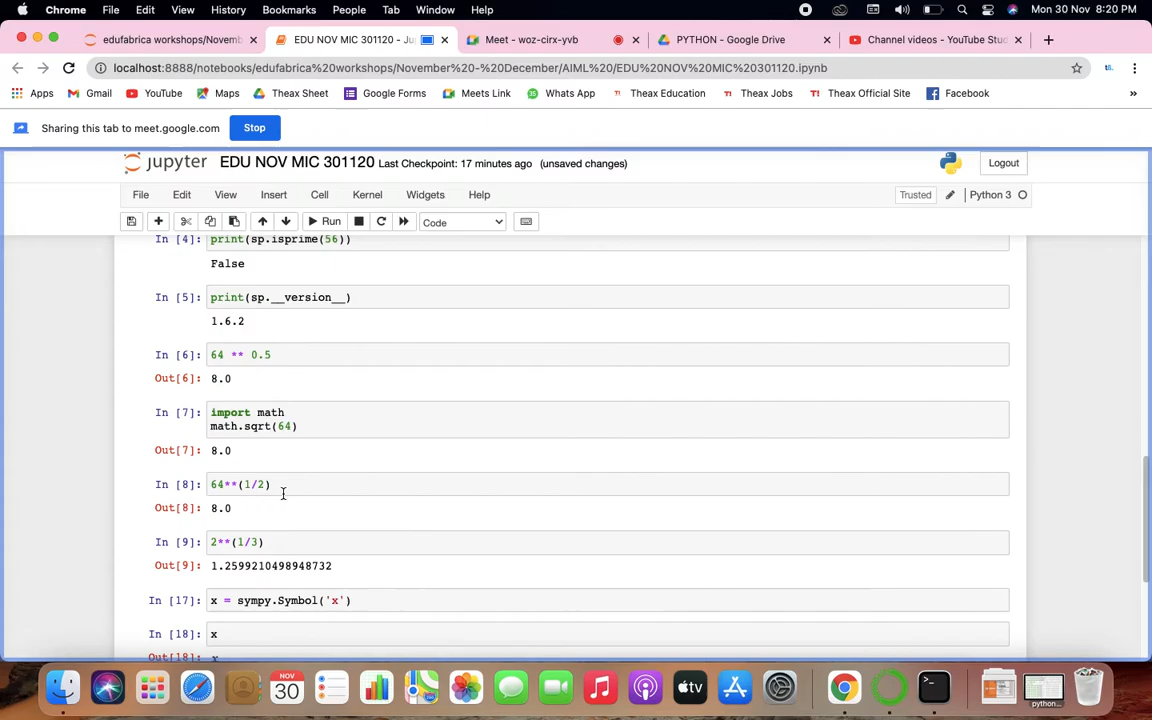 Chrome File Edit View History Bookmarks People Tab Window Help Mon 30 Nov 8:20 PM
edufabrica workshops/Novemb EDU NOV MIC 301120 - Ju Meet - woz-cirx-yvb PYTHON - Google Drive Channel videos - YouTube Stu
localhost:8888/notebooks/edufabrica%20workshops/November%20-%20December/AIML%20/EDU%20NOV%20MIC%20301120.ipynb
Apps Gmail YouTube Maps Theax Sheet Google Forms Meets Link Whats App Theax Education Theax Jobs Theax Official Site Facebook »
Sharing this tab to meet.google.com Stop
jupyter EDU NOV MIC 301120 Last Checkpoint: 17 minutes ago (unsaved changes) Logout
File Edit View Insert Cell Kernel Widgets Help Trusted Python 3
Run Code
In [4]: print(sp.isprime(56))
False
In [5]: print(sp.__version__)
1.6.2
In [6]: 64 ** 0.5
Out[6]: 8.0
In [7]: import math
math.sqrt(64)
Out[7]: 8.0
In [8]: 64**(1/2)
Out[8]: 8.0
In [9]: 2**(1/3)
Out[9]: 1.2599210498948732
In [17]: x = sympy.Symbol('x')
In [18]: x
Out[18]: x
NOV
30
tv
python...